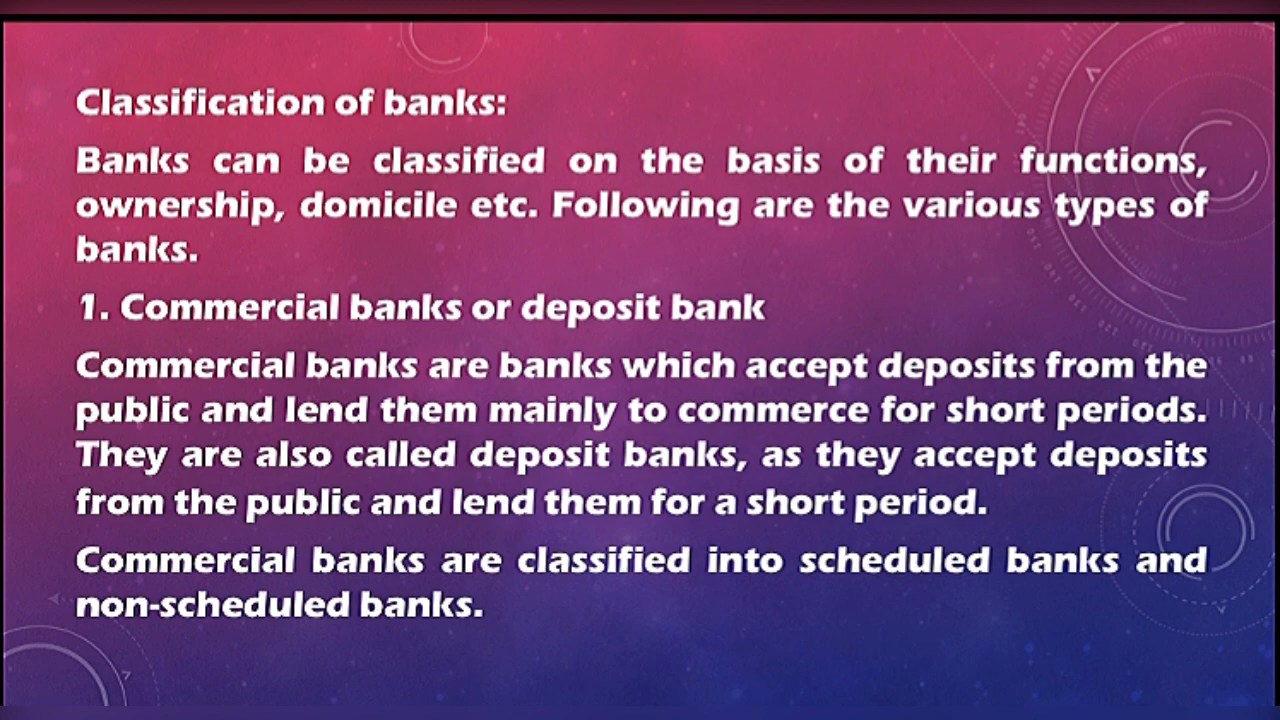 Classification of banks:
Banks can be classified on the basis of their functions,
ownership, domicile etc. Following are the various types of
banks.
1. Commercial banks or deposit bank
Commercial banks are banks which accept deposits from the
public and lend them mainly to commerce for short periods.
They are also called deposit banks, as they accept deposits
from the public and lend them for a short period.
Commercial banks are classified into scheduled banks and
non-scheduled banks.